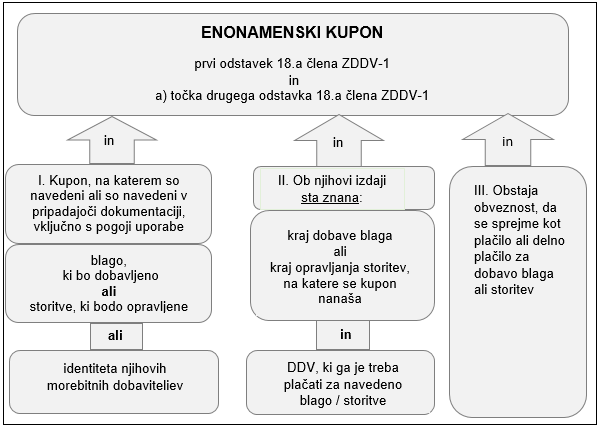 ENONAMENSKI KUPON
prvi odstavek 18.a člena ZDDV-1
in
a) točka drugega odstavka 18.a člena ZDDV-1
in
in
in
I. Kupon, na katerem so
navedeni ali so navedeni v
pripadajoči dokumentaciji,
vključno s pogoji uporabe
blago,
ki bo dobavljeno
ali
storitve, ki bodo opravljene
ali
identiteta njihovih
morebitnih dobaviteljev
II. Ob njihovi izdaji
sta znana:
kraj dobave blaga
ali
kraj opravljanja storitev,
na katere se kupon
nanaša
in
DDV, ki ga je treba
plačati za navedeno
blago / storitve
III. Obstaja
obveznost, da
se sprejme kot
plačilo ali delno
plačilo za
dobavo blaga
ali storitev